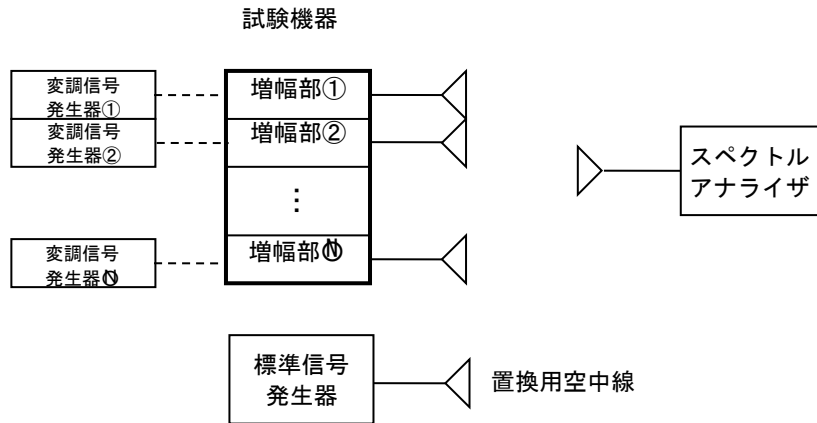 試験機器
変調信号
発生器①
増幅部①
変調信号
発生器②
増幅部②
スペクトル
アナライザ
⋮
変調信号
発生器Ⓝ
増幅部Ⓝ
標準信号
発生器
置換用空中線